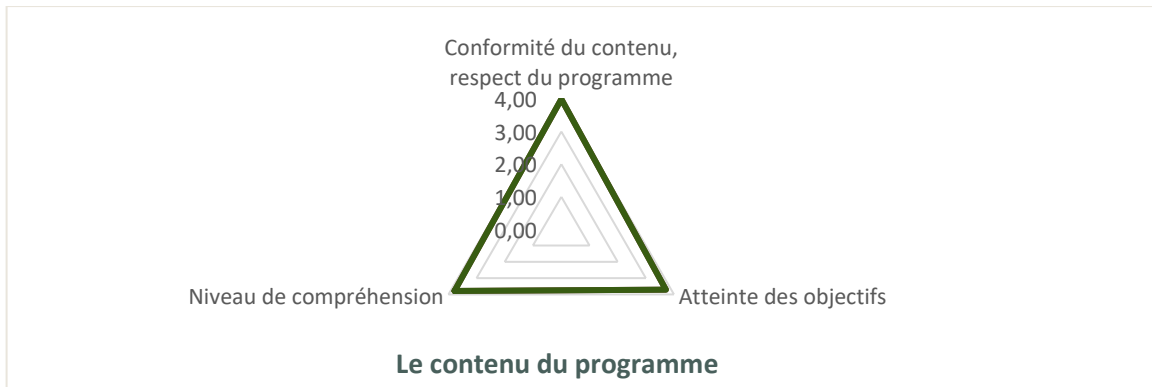 Conformité du contenu,
respect du programme
4,00
3,00
2,00
1,00
0,00
Niveau de compréhension
Atteinte des objectifs
Le contenu du programme